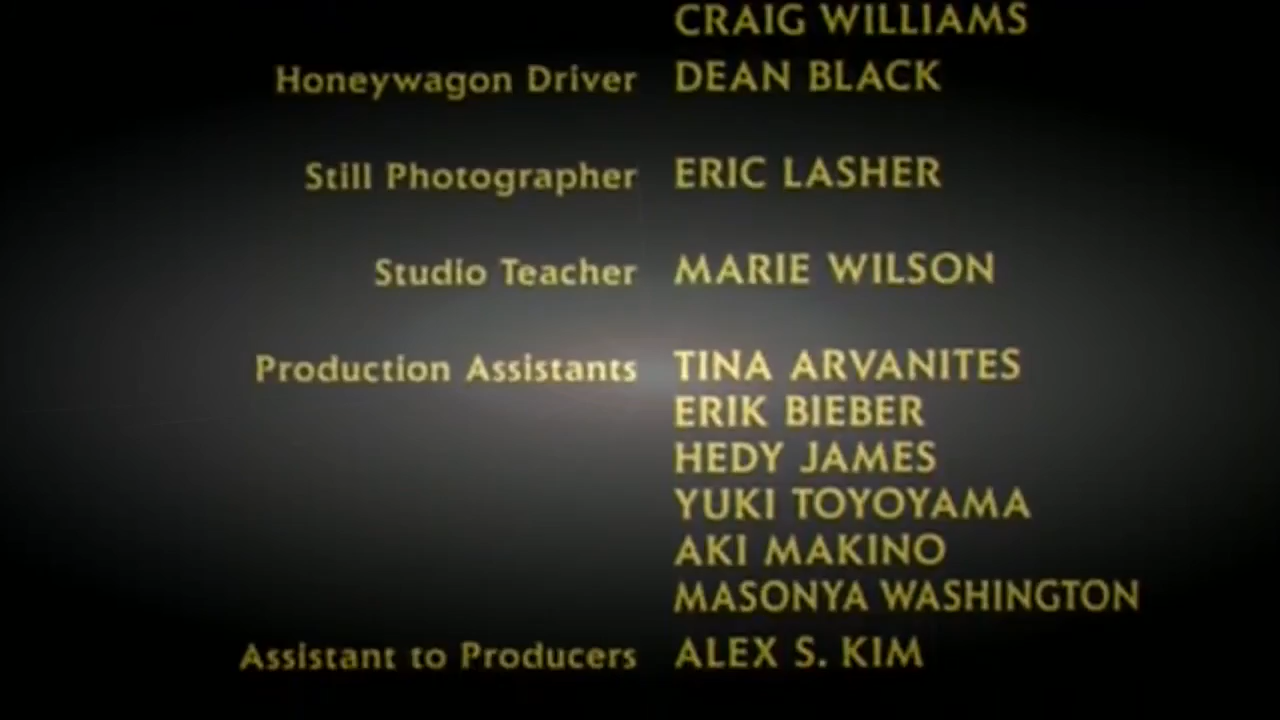 CRAIG WILLIAMS
Honeywagon Driver DEAN BLACK
Still Photographer ERIC LASHER
Studio Teacher MARIE WILSON
Production Assistants TINA ARVANITES
ERIK BIEBER
HEDY JAMES
YUKI TOYOYAMA
AKI MAKINO
MASONYA WASHINGTON
Assistant to Producers ALEX S. KIM